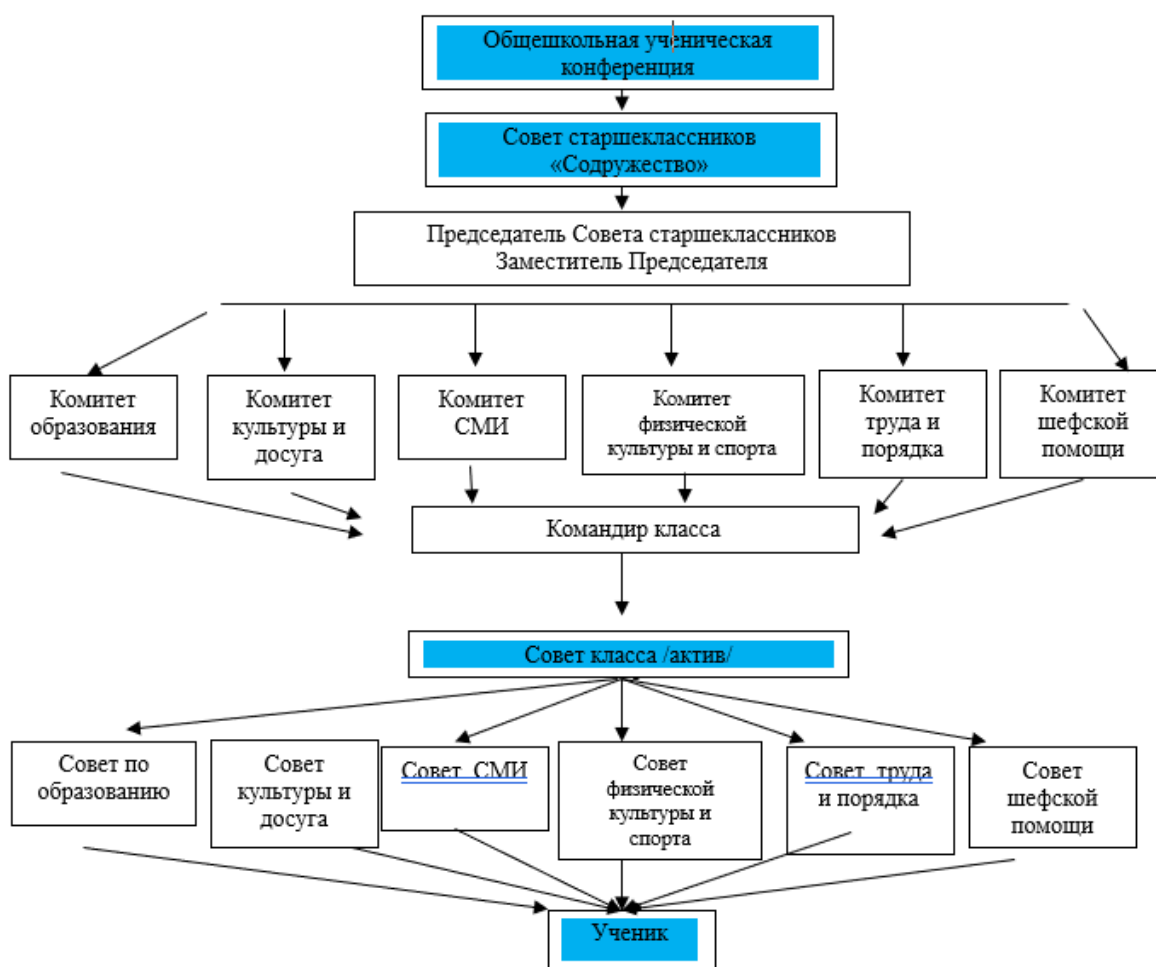 Общешкольная ученическая
конференция
Совет старшеклассников
«Содружество»
Председатель Совета старшеклассников
Заместитель Председателя
Комитет
образования
Комитет
культуры и
досуга
Комитет
СМИ
Комитет
физической
культуры и спорта
Комитет
труда и
порядка
Комитет
шефской
помощи
Командир класса
Совет класса /актив/
Совет по
образованию
Совет
культуры и
досуга
Совет СМИ
Совет
физической
культуры и
спорта
Совет труда
и порядка
Совет
шефской
помощи
Ученик